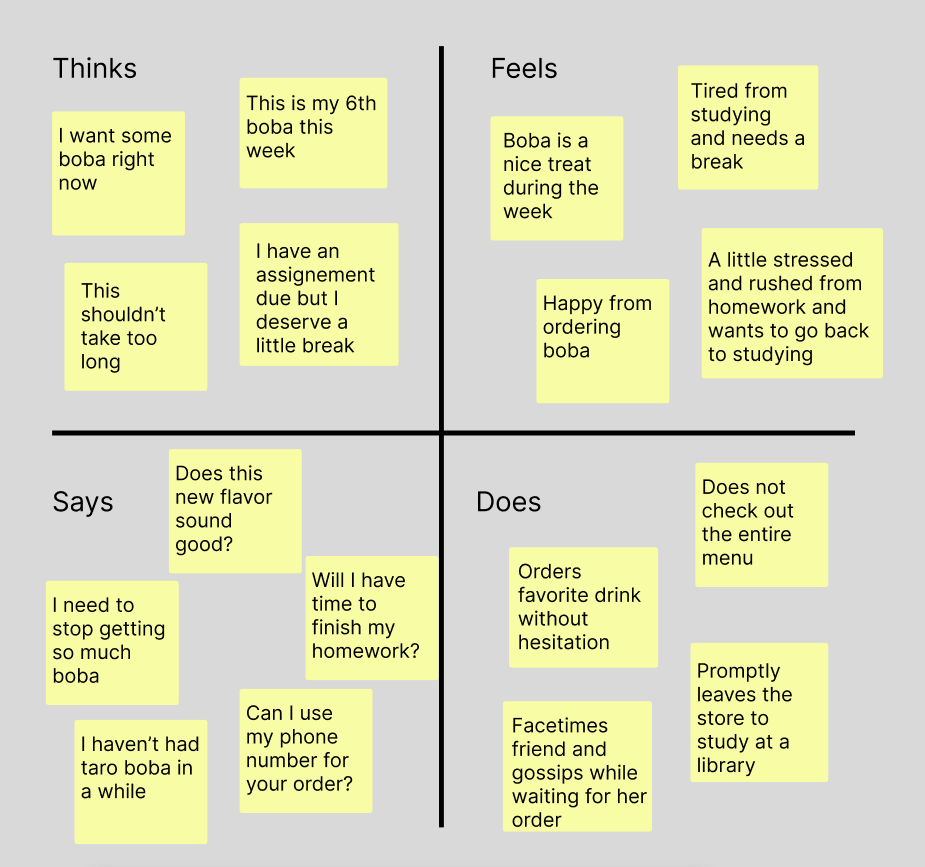 Thinks
I want some
boba right
now
This is my 6th
boba this
week
This
shouldn’t
take too
long
I have an
assignement
due but I
deserve a
little break
Feels
Boba is a
nice treat
during the
week
Tired from
studying
and needs a
break
Happy from
ordering
boba
A little stressed
and rushed from
homework and
wants to go back
to studying
Says
Does this
new flavor
sound
good?
I need to
stop getting
so much
boba
Will I have
time to
finish my
homework?
I haven’t had
taro boba in
a while
Can I use
my phone
number for
your order?
Does
Does not
check out
the entire
menu
Orders
favorite drink
without
hesitation
Promptly
leaves the
store to
study at a
library
Facetimes
friend and
gossips while
waiting for her
order